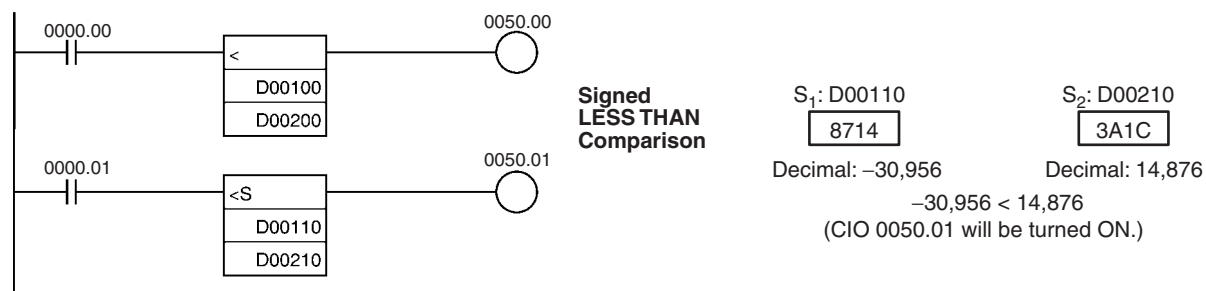 0000.00
0050.00
<
D00100
D00200
0000.01
0050.01
<S
D00110
D00210
Signed
LESS THAN
Comparison
S₁: D00110
S₂: D00210
8714
3A1C
Decimal: −30,956
Decimal: 14,876
−30,956 < 14,876
(CIO 0050.01 will be turned ON.)